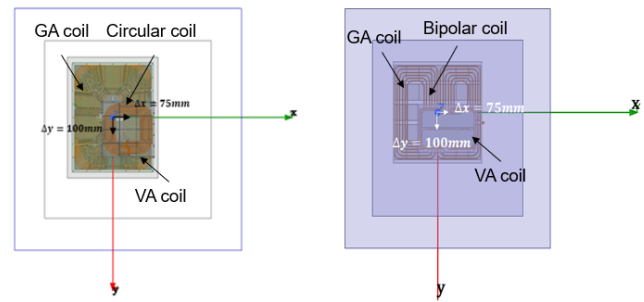 GA coil Circular coil
Δx = 75mm
x
Δy = 100mm
VA coil
y
GA coil Bipolar coil
Δx = 75mm
x
Δy = 100mm
VA coil
y